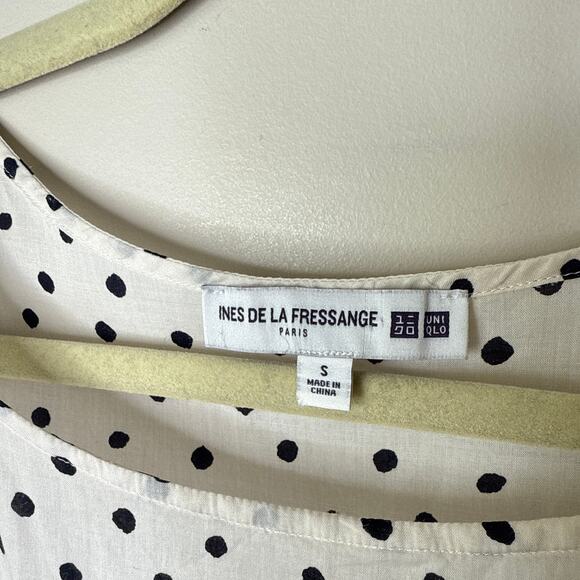 INES DE LA FRESSANGE
PARIS
ユニ
クロ
UNI
QLO
S
MADE IN
CHINA